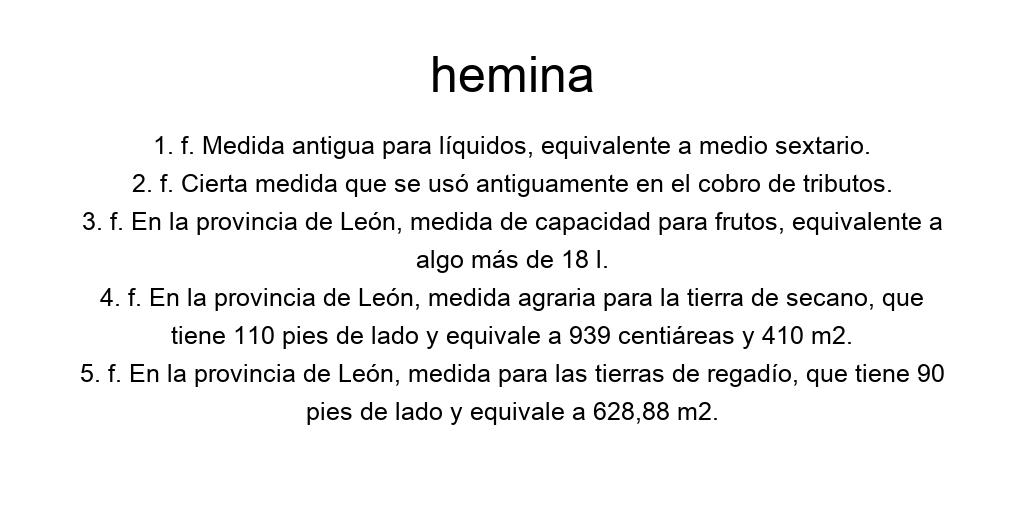 hemina
1. f. Medida antigua para líquidos, equivalente a medio sextario.
2. f. Cierta medida que se usó antiguamente en el cobro de tributos.
3. f. En la provincia de León, medida de capacidad para frutos, equivalente a
algo más de 18 l.
4. f. En la provincia de León, medida agraria para la tierra de secano, que
tiene 110 pies de lado y equivale a 939 centiáreas y 410 m2.
5. f. En la provincia de León, medida para las tierras de regadío, que tiene 90
pies de lado y equivale a 628,88 m2.